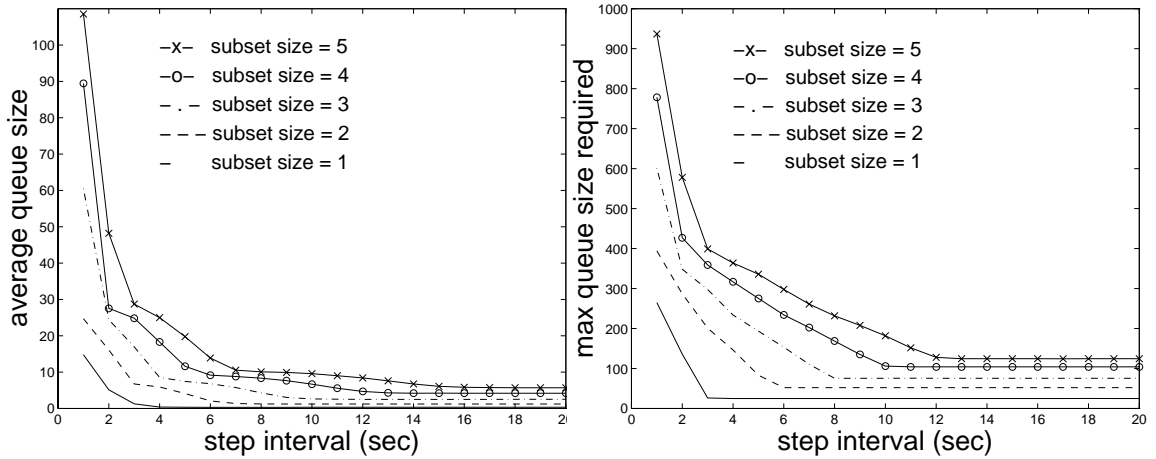 100
90
80
70
60
50
40
30
20
10
0
0 2 4 6 8 10 12 14 16 18 20
average queue size
step interval (sec)
–x– subset size = 5
–o– subset size = 4
–·– subset size = 3
––– subset size = 2
– subset size = 1
1000
900
800
700
600
500
400
300
200
100
0
0 2 4 6 8 10 12 14 16 18 20
max queue size required
step interval (sec)
–x– subset size = 5
–o– subset size = 4
–·– subset size = 3
––– subset size = 2
– subset size = 1